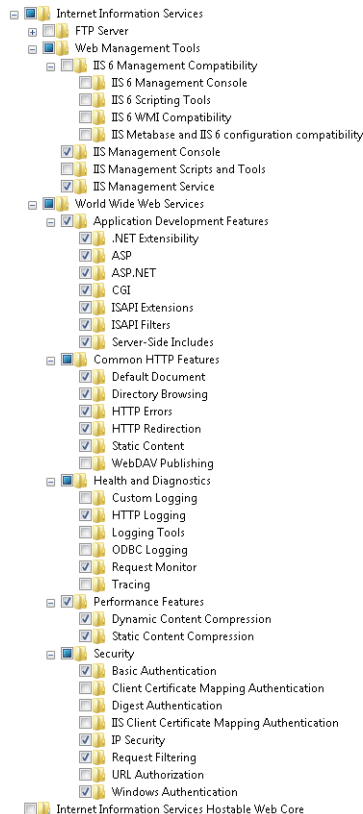 Internet Information Services
FTP Server
Web Management Tools
IIS 6 Management Compatibility
IIS 6 Management Console
IIS 6 Scripting Tools
IIS 6 WMI Compatibility
IIS Metabase and IIS 6 configuration compatibility
IIS Management Console
IIS Management Scripts and Tools
IIS Management Service
World Wide Web Services
Application Development Features
.NET Extensibility
ASP
ASP.NET
CGI
ISAPI Extensions
ISAPI Filters
Server-Side Includes
Common HTTP Features
Default Document
Directory Browsing
HTTP Errors
HTTP Redirection
Static Content
WebDAV Publishing
Health and Diagnostics
Custom Logging
HTTP Logging
Logging Tools
ODBC Logging
Request Monitor
Tracing
Performance Features
Dynamic Content Compression
Static Content Compression
Security
Basic Authentication
Client Certificate Mapping Authentication
Digest Authentication
IIS Client Certificate Mapping Authentication
IP Security
Request Filtering
URL Authorization
Windows Authentication
Internet Information Services Hostable Web Core